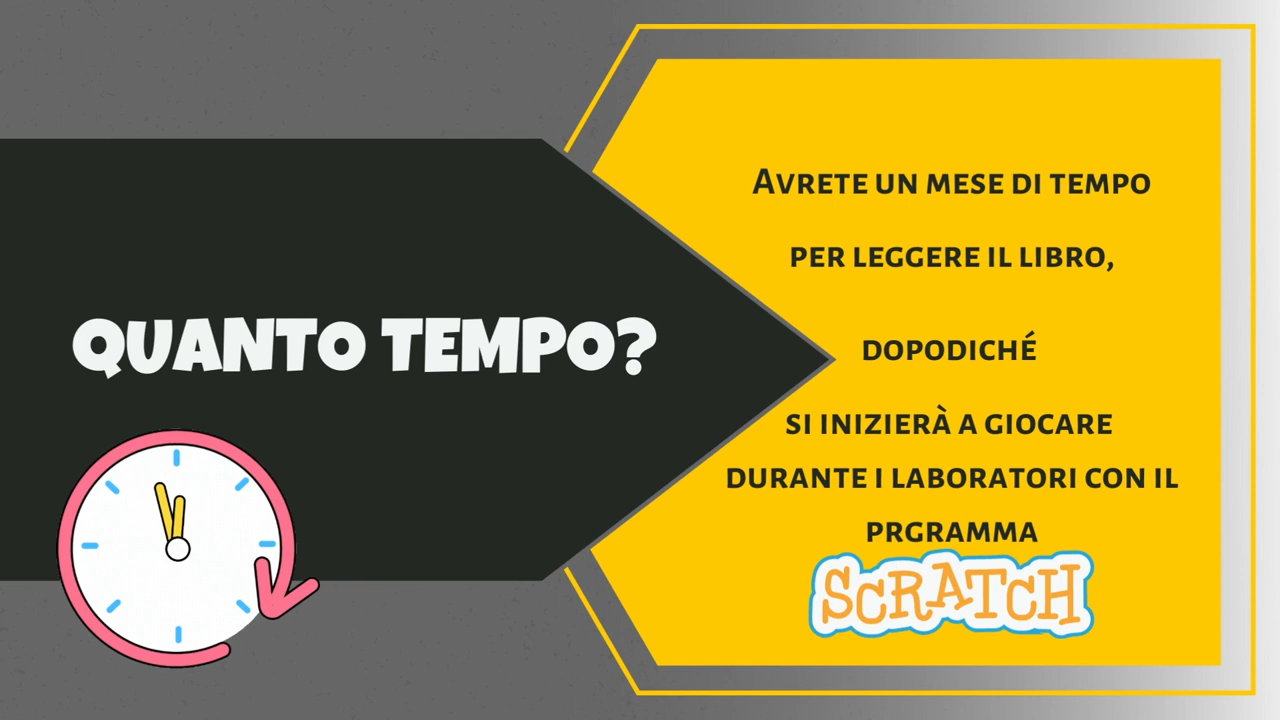 QUANTO TEMPO?
AVRETE UN MESE DI TEMPO
PER LEGGERE IL LIBRO,
DOPODICHÉ
SI INIZIERÀ A GIOCARE
DURANTE I LABORATORI CON IL
PRGRAMMA
SCRATCH